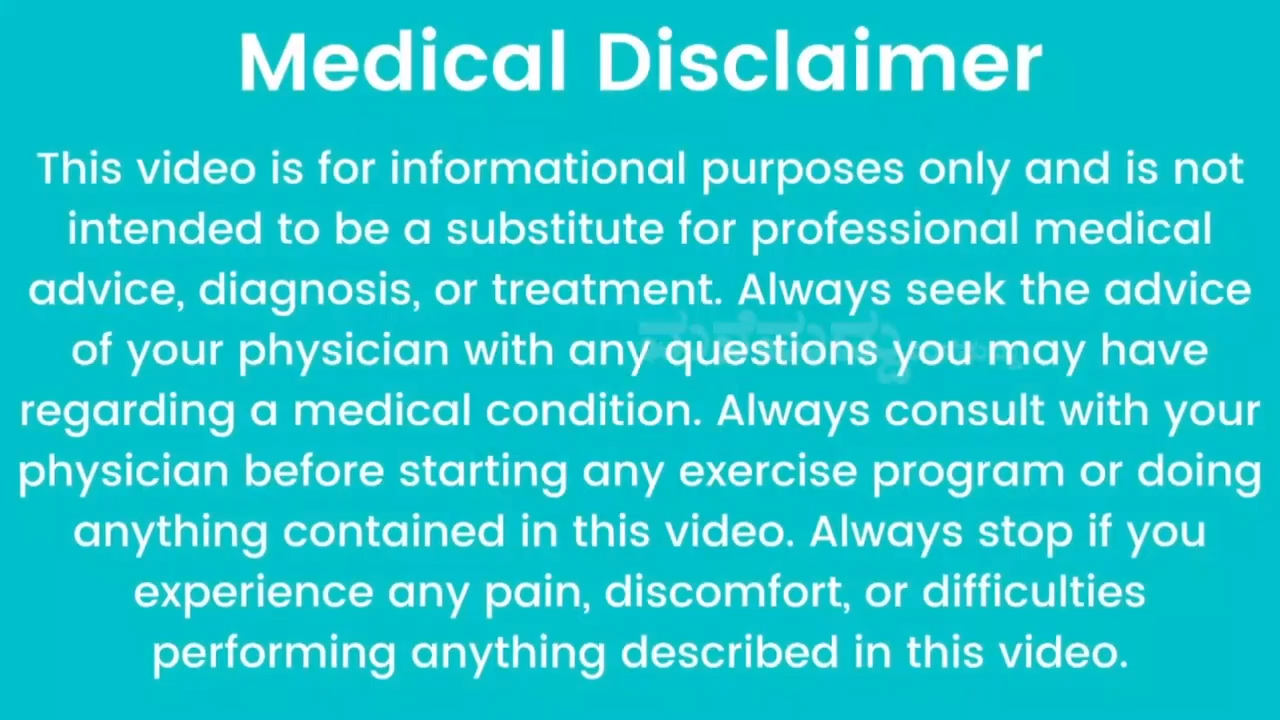 Medical Disclaimer
This video is for informational purposes only and is not
intended to be a substitute for professional medical
advice, diagnosis, or treatment. Always seek the advice
of your physician with any questions you may have
regarding a medical condition. Always consult with your
physician before starting any exercise program or doing
anything contained in this video. Always stop if you
experience any pain, discomfort, or difficulties
performing anything described in this video.